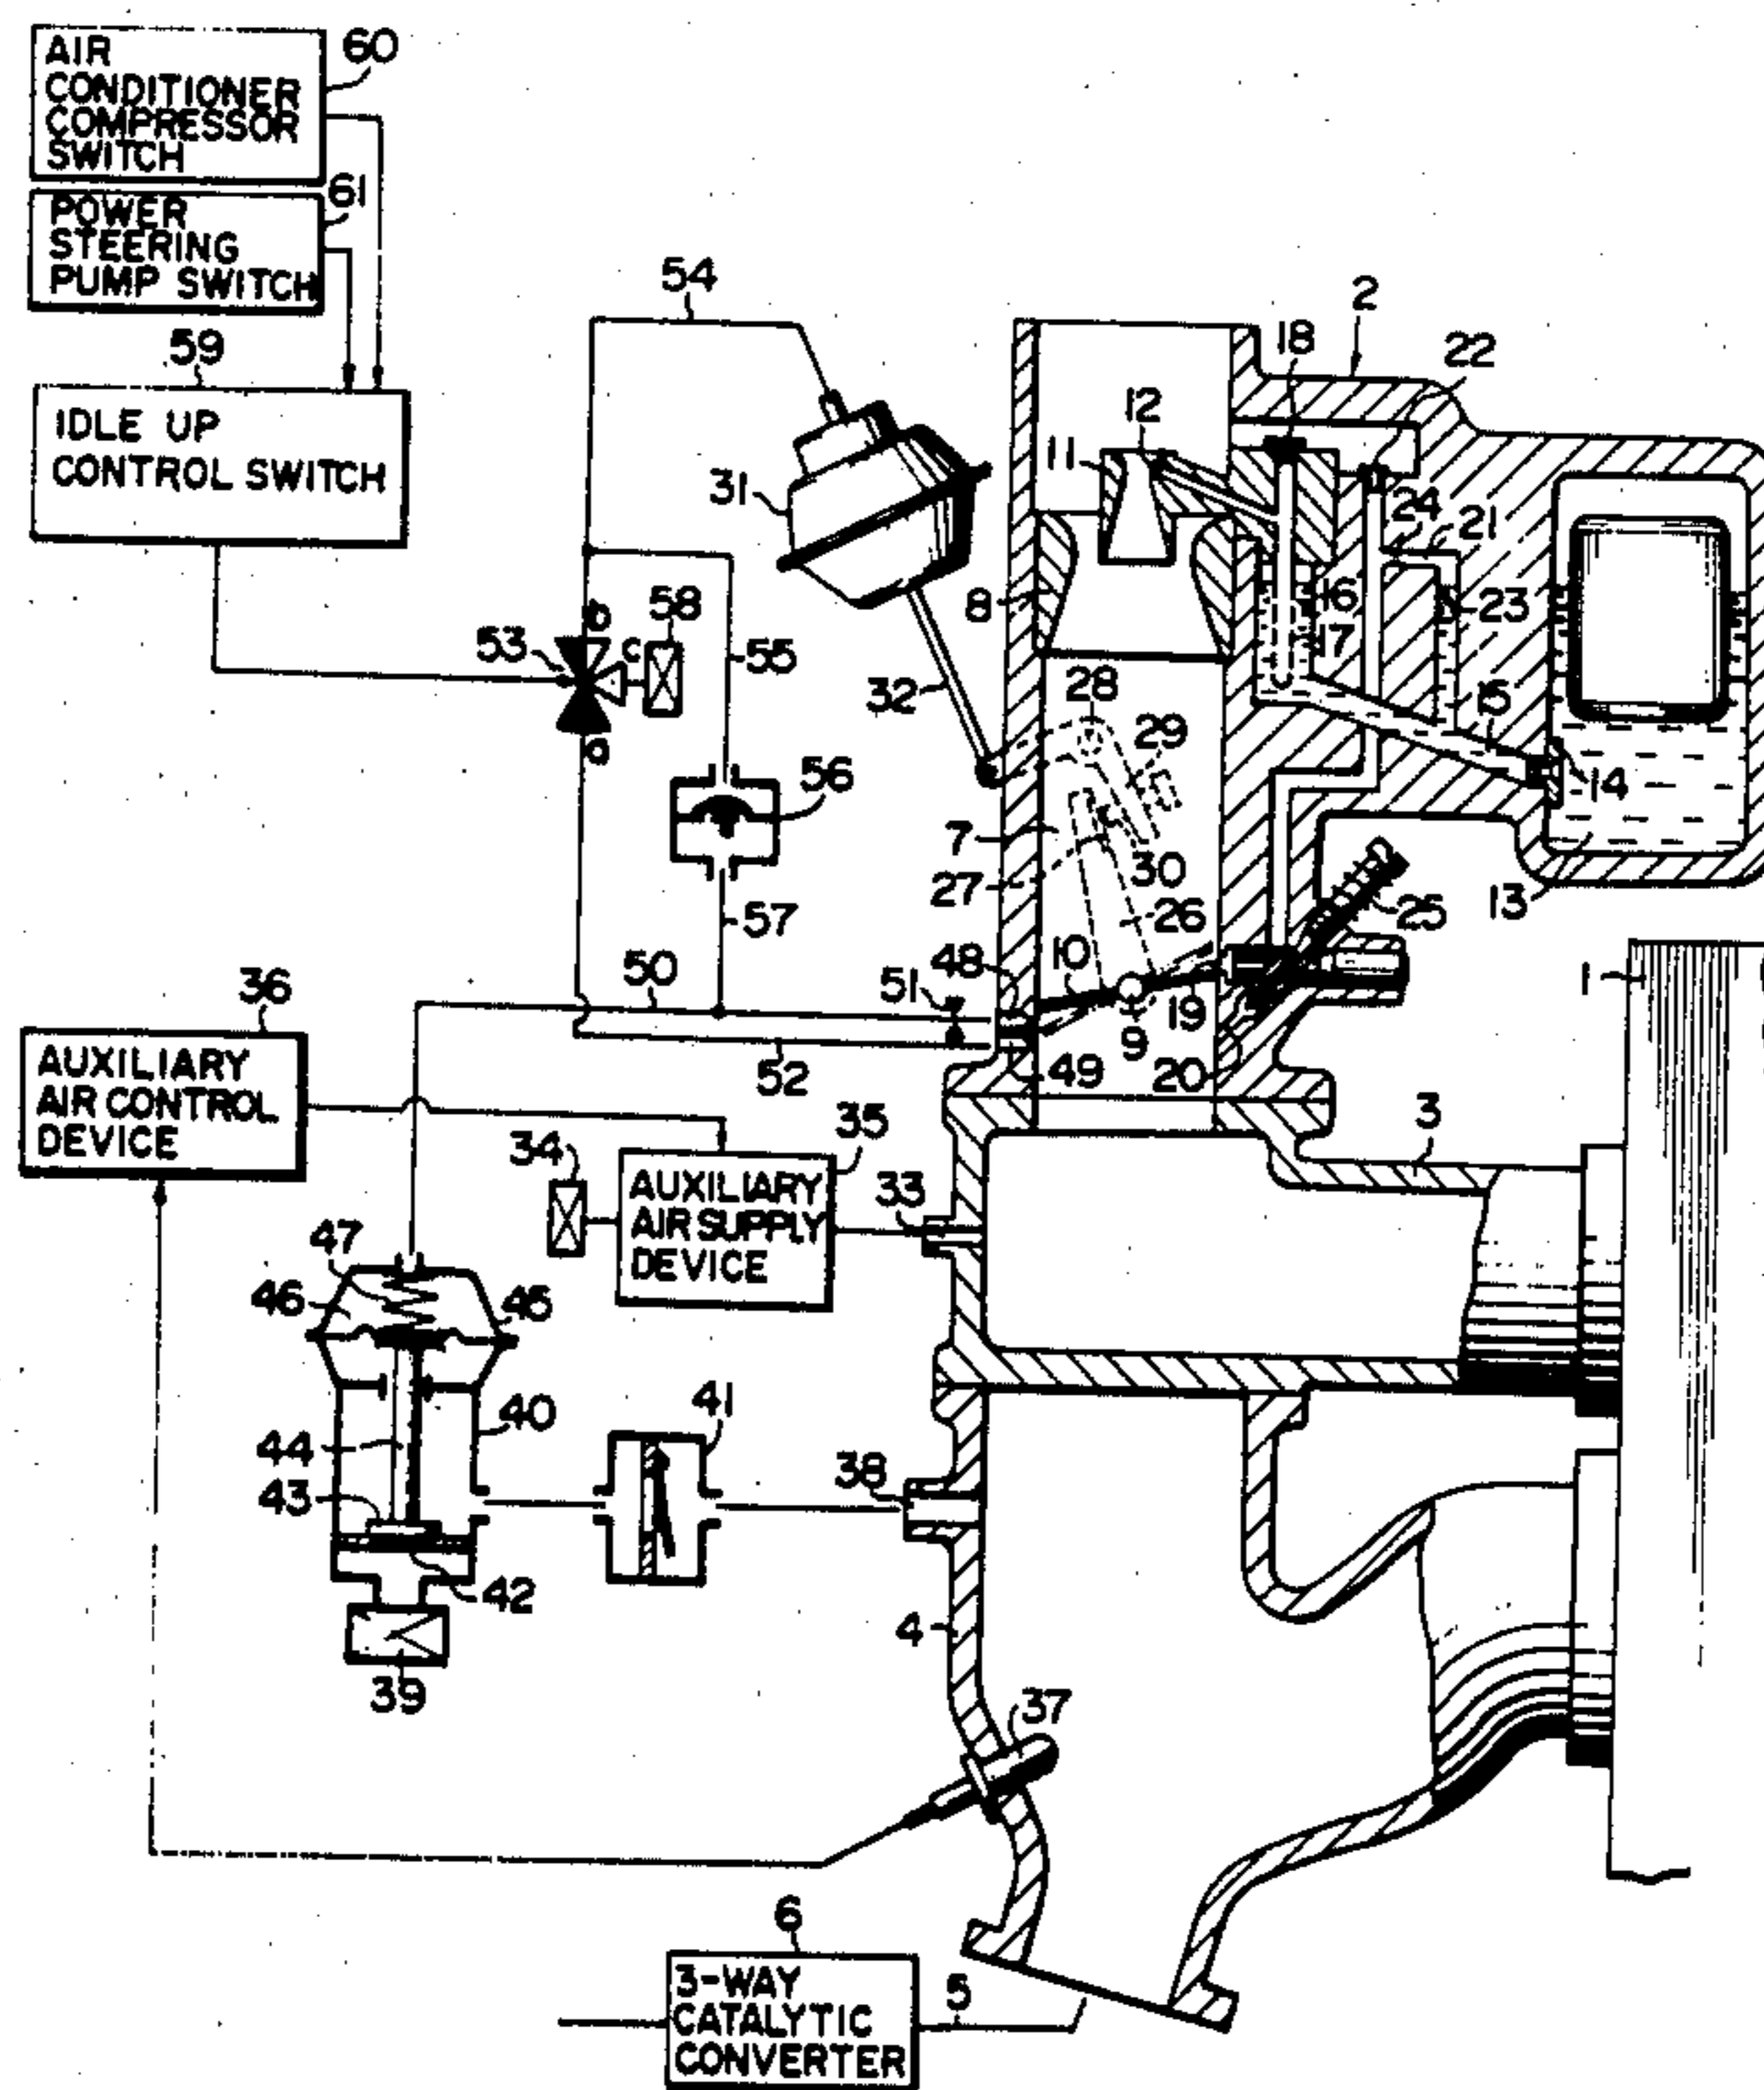 AIR
CONDITIONER
COMPRESSOR
SWITCH
60
POWER
STEERING
PUMP SWITCH
61
59
IDLE UP
CONTROL SWITCH
54
2
18
22
12
11
31
24
21
8
16
23
17
53
b
c
a
58
55
32
28
29
15
14
56
7
30
27
26
25
13
57
48
10
50
51
19
9
1
36
AUXILIARY
AIR CONTROL
DEVICE
52
49
20
3
34
35
AUXILIARY
AIR SUPPLY
DEVICE
33
47
46
45
40
41
44
43
38
42
39
4
37
6
3-WAY
CATALYTIC
CONVERTER
5